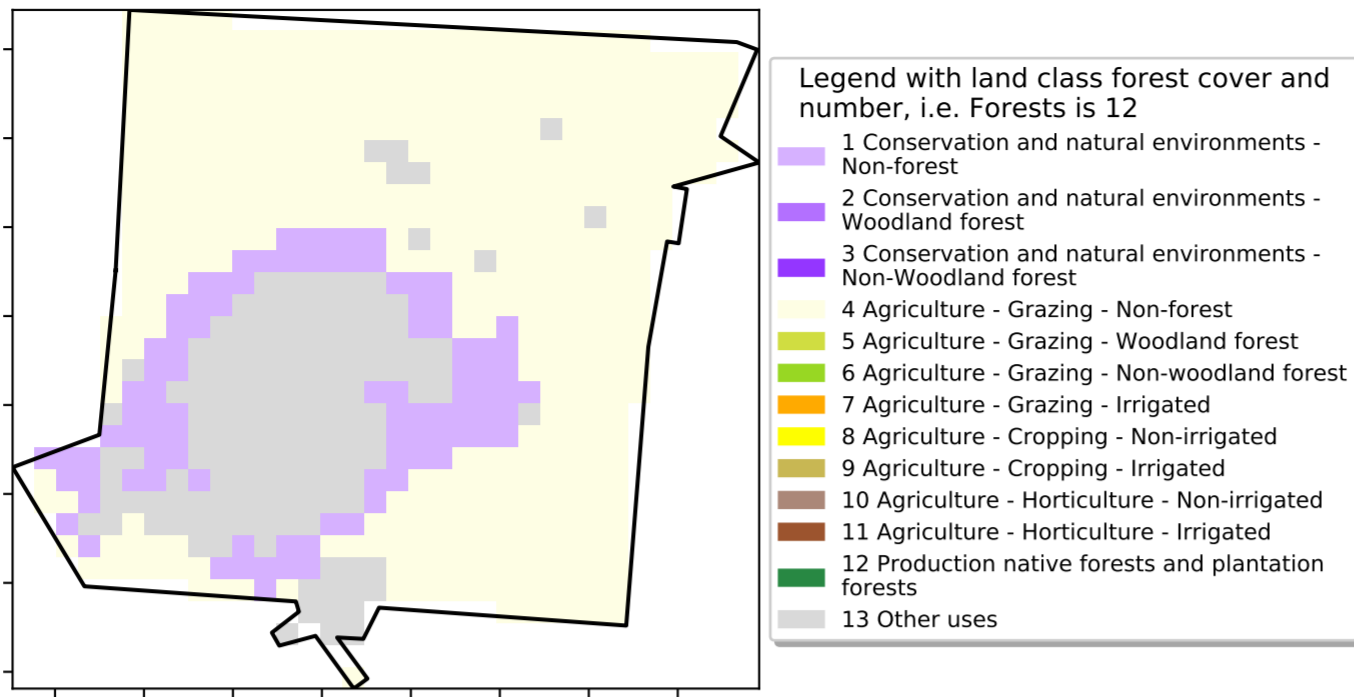 Legend with land class forest cover and
number, i.e. Forests is 12
1 Conservation and natural environments -
Non-forest
2 Conservation and natural environments -
Woodland forest
3 Conservation and natural environments -
Non-Woodland forest
4 Agriculture - Grazing - Non-forest
5 Agriculture - Grazing - Woodland forest
6 Agriculture - Grazing - Non-woodland forest
7 Agriculture - Grazing - Irrigated
8 Agriculture - Cropping - Non-irrigated
9 Agriculture - Cropping - Irrigated
10 Agriculture - Horticulture - Non-irrigated
11 Agriculture - Horticulture - Irrigated
12 Production native forests and plantation
forests
13 Other uses